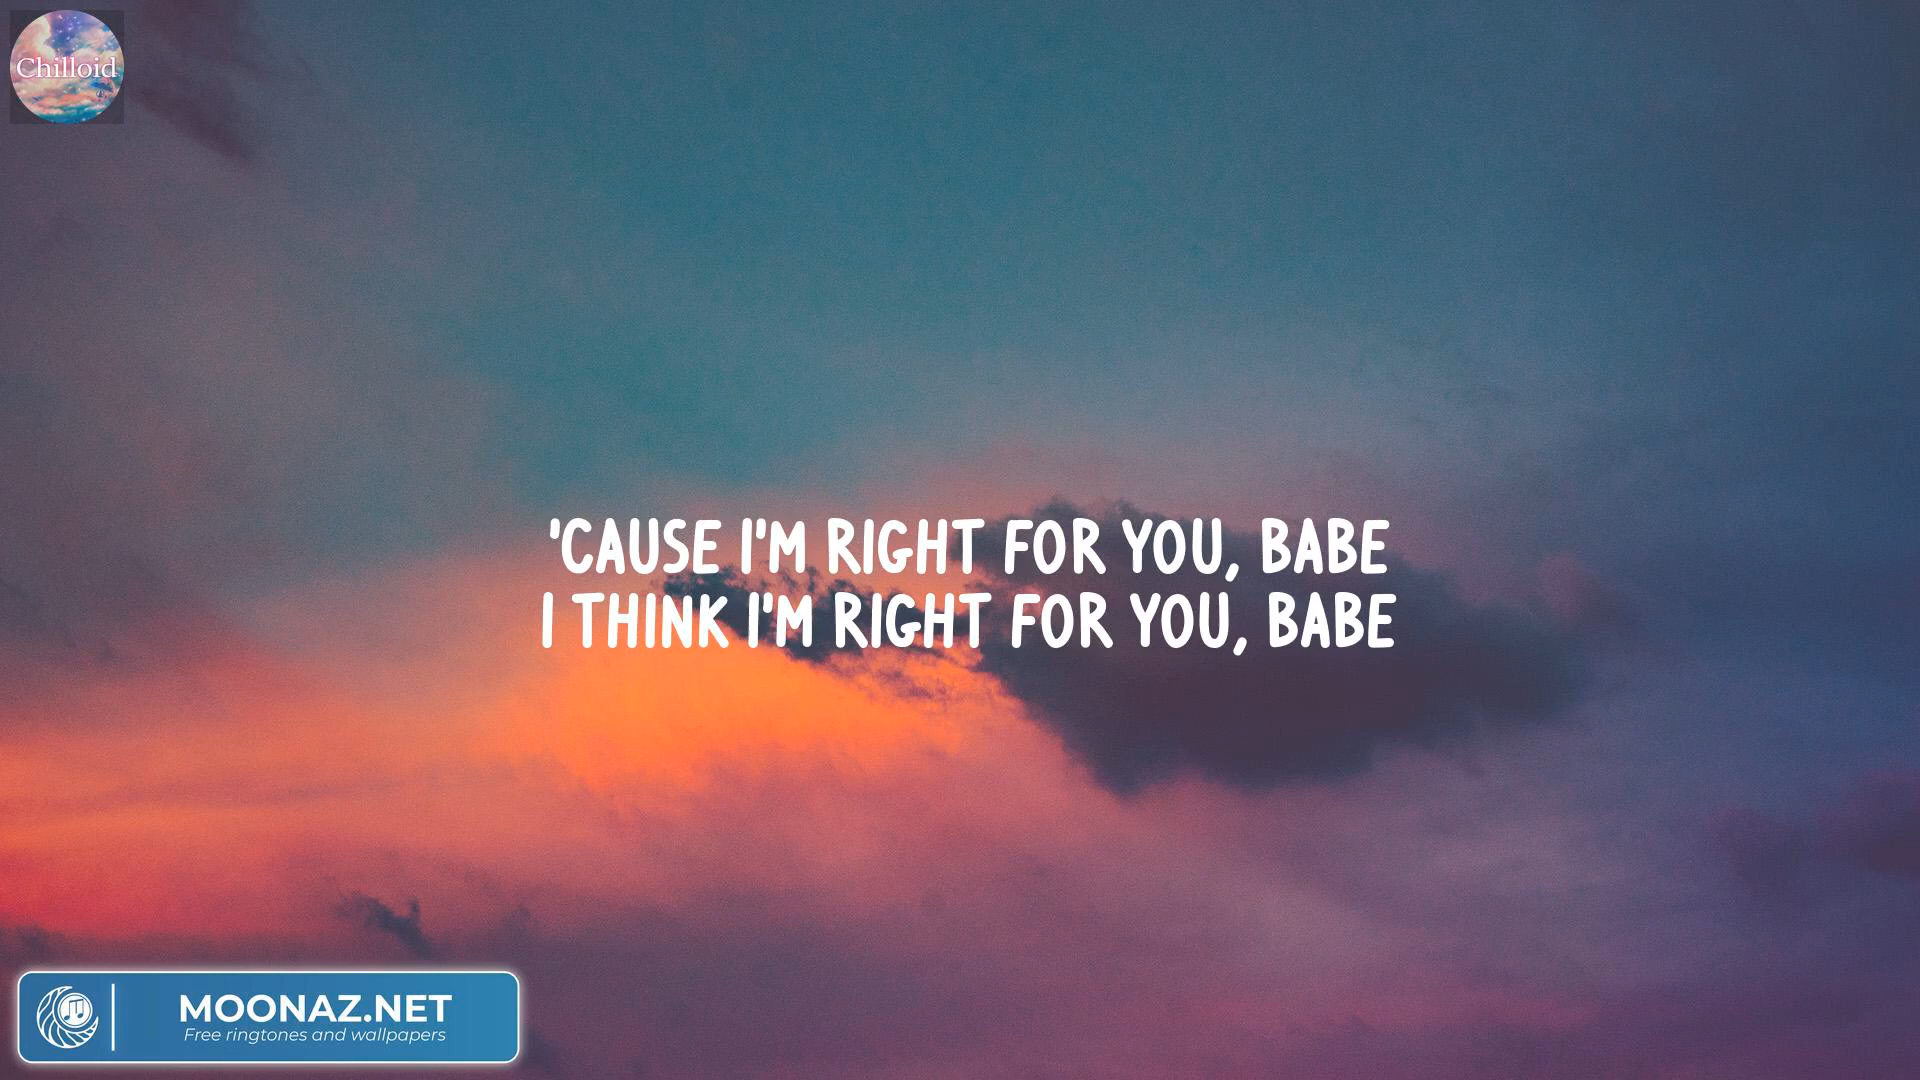 Chilloid
'CAUSE I'M RIGHT FOR YOU, BABE
I THINK I'M RIGHT FOR YOU, BABE
MOONAZ.NET
Free ringtones and wallpapers